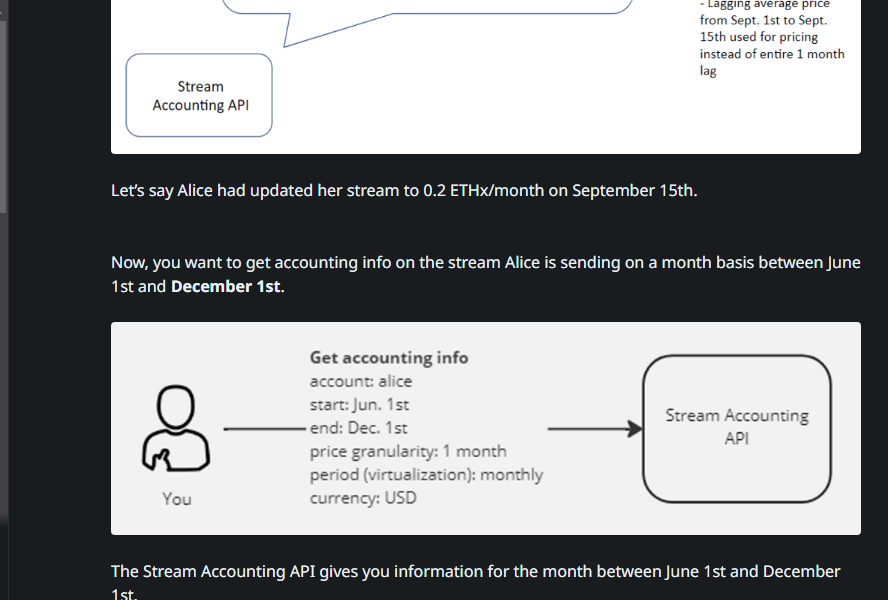 - Lagging average price
from Sept. 1st to Sept.
15th used for pricing
instead of entire 1 month
lag
Stream
Accounting API
Let's say Alice had updated her stream to 0.2 ETHx/month on September 15th.
Now, you want to get accounting info on the stream Alice is sending on a month basis between June
1st and December 1st.
Get accounting info
account: alice
start: Jun. 1st
end: Dec. 1st
price granularity: 1 month
period (virtualization): monthly
currency: USD
You
Stream Accounting
API
The Stream Accounting API gives you information for the month between June 1st and December
1st.